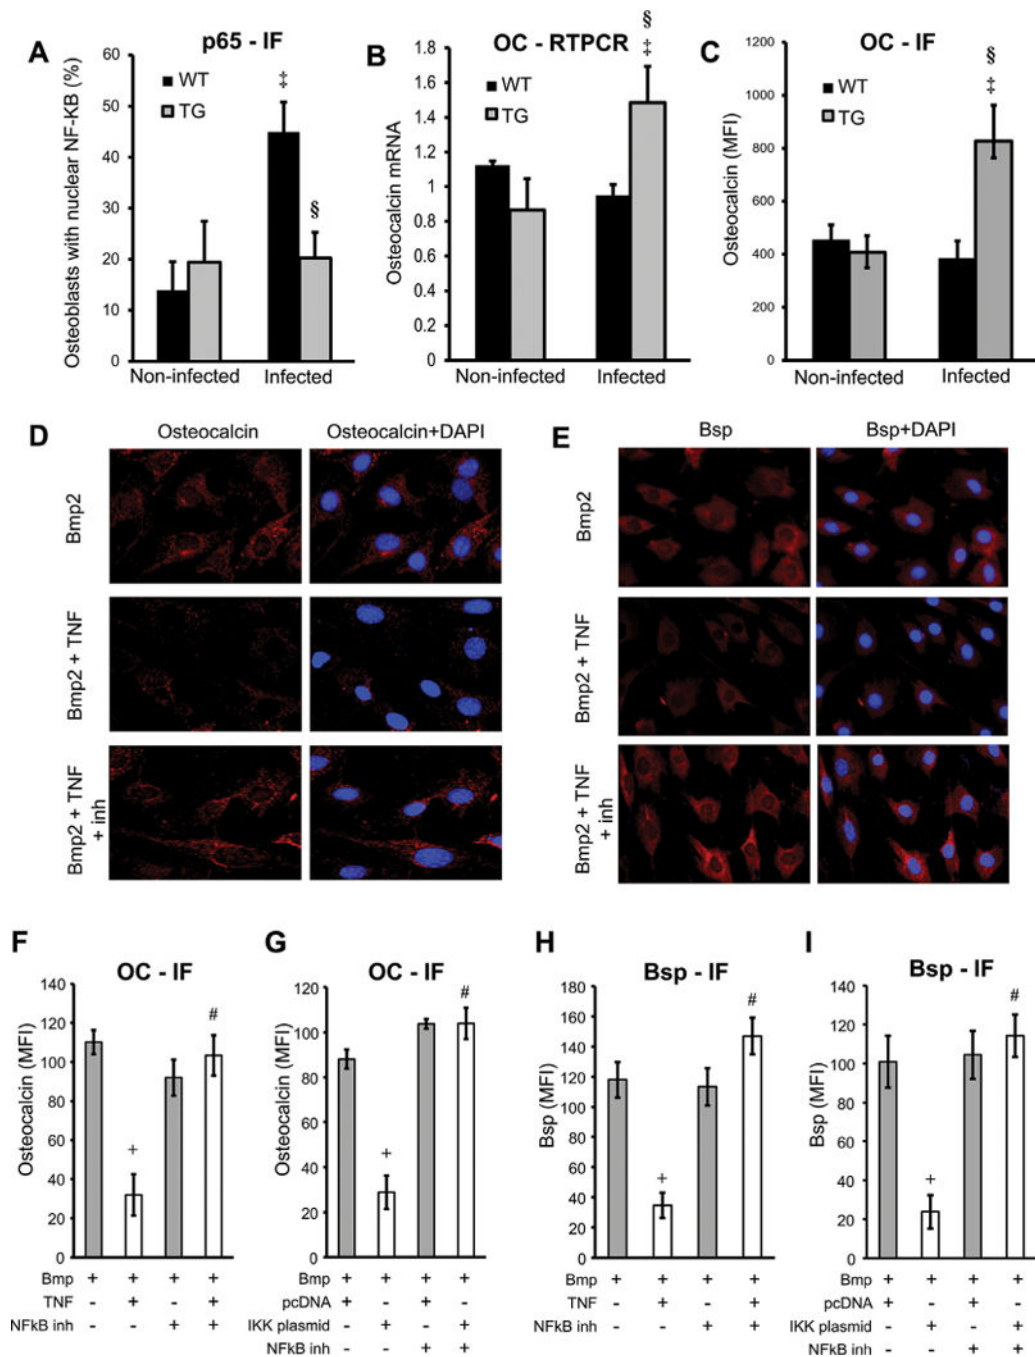 A
p65 - IF
Osteoblasts with nuclear NF-KB (%)
60
50
40
30
20
10
0
WT
TG
‡
§
Non-infected
Infected
B
OC - RTPCR
Osteocalcin mRNA
1.8
1.6
1.4
1.2
1
0.8
0.6
0.4
0.2
0
WT
TG
§
‡
Non-infected
Infected
C
OC - IF
Osteocalcin (MFI)
1200
1000
800
600
400
200
0
WT
TG
§
‡
Non-infected
Infected
D
Osteocalcin
Osteocalcin+DAPI
Bmp2
Bmp2 + TNF
Bmp2 + TNF
+ inh
E
Bsp
Bsp+DAPI
Bmp2
Bmp2 + TNF
Bmp2 + TNF
+ inh
F
OC - IF
Osteocalcin (MFI)
140
120
100
80
60
40
20
0
+
#
Bmp + + + +
TNF - + - +
NFkB inh - - + +
G
OC - IF
Osteocalcin (MFI)
120
100
80
60
40
20
0
+
#
Bmp + + + +
pcDNA + - + -
IKK plasmid - + - +
NFkB inh - - + +
H
Bsp - IF
Bsp (MFI)
180
160
140
120
100
80
60
40
20
0
+
#
Bmp + + + +
TNF - + - +
NFkB inh - - + +
I
Bsp - IF
Bsp (MFI)
140
120
100
80
60
40
20
0
+
#
Bmp + + + +
pcDNA + - + -
IKK plasmid - + - +
NFkB inh - - + +